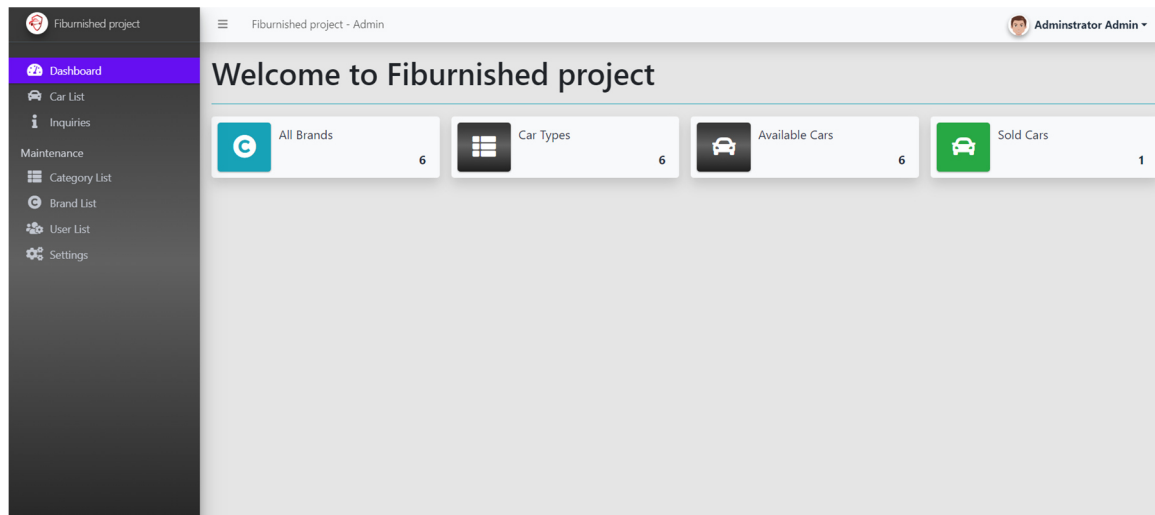 Fiburnished project
Fiburnished project - Admin
Adminstrator Admin
Dashboard
Car List
Inquiries
Maintenance
Category List
Brand List
User List
Settings
Welcome to Fiburnished project
All Brands
6
Car Types
6
Available Cars
6
Sold Cars
1